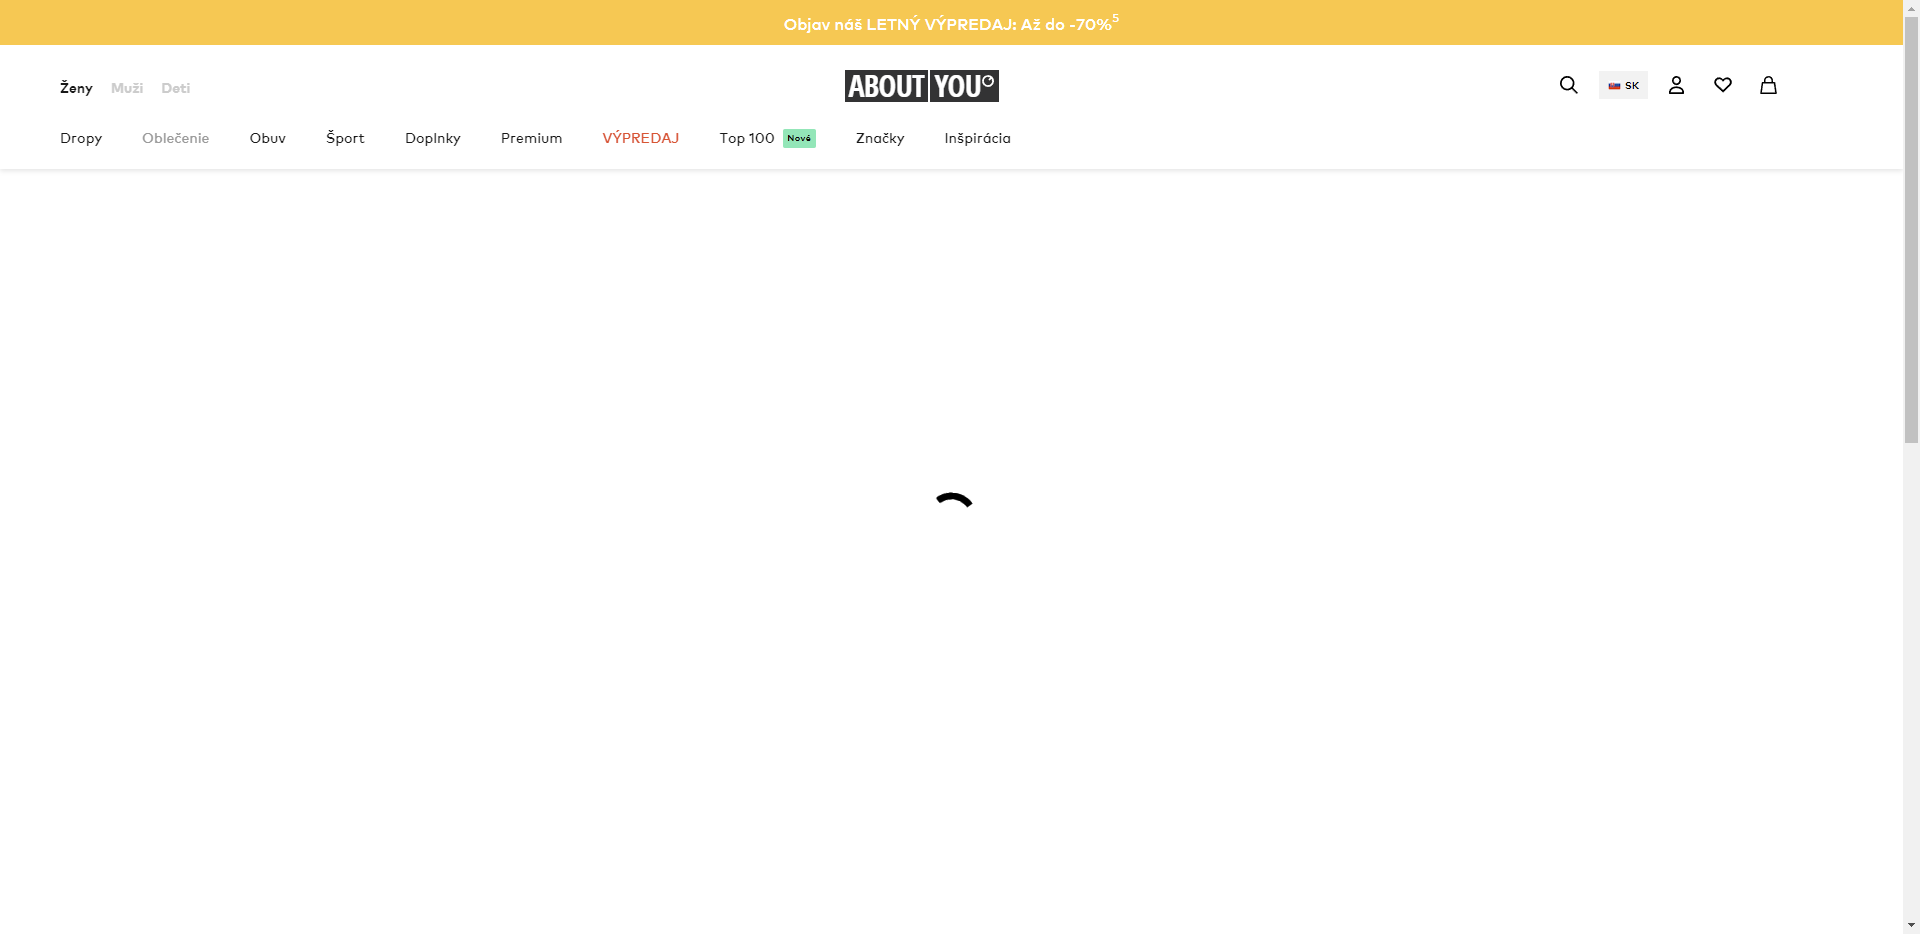 Objav náš LETNÝ VÝPREDAJ: Až do -70%⁵
Ženy Muži Deti
ABOUT YOU
SK
Dropy Oblečenie Obuv Šport Doplnky Premium VÝPREDAJ Top 100 Nové Značky Inšpirácia